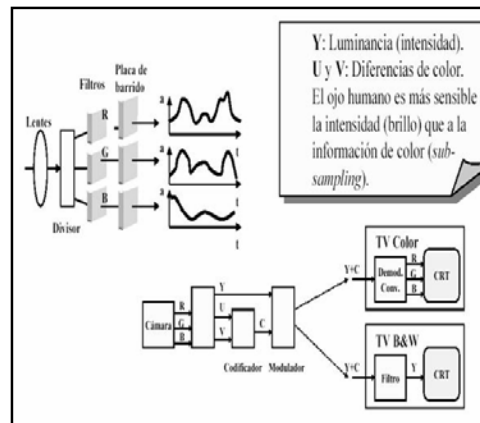 Y: Luminancia (intensidad).
U y V: Diferencias de color.
El ojo humano es más sensible
la intensidad (brillo) que a la
información de color (sub-
sampling).
Lentes
Filtros
Placa de
barrido
R
G
B
Divisor
a
t
a
t
a
t
Cámara
R
G
B
Y
U
V
C
Codificador
Modulador
Y+C
TV Color
Demod.
Conv.
R
G
B
CRT
Y+C
TV B&W
Filtro
Y
CRT